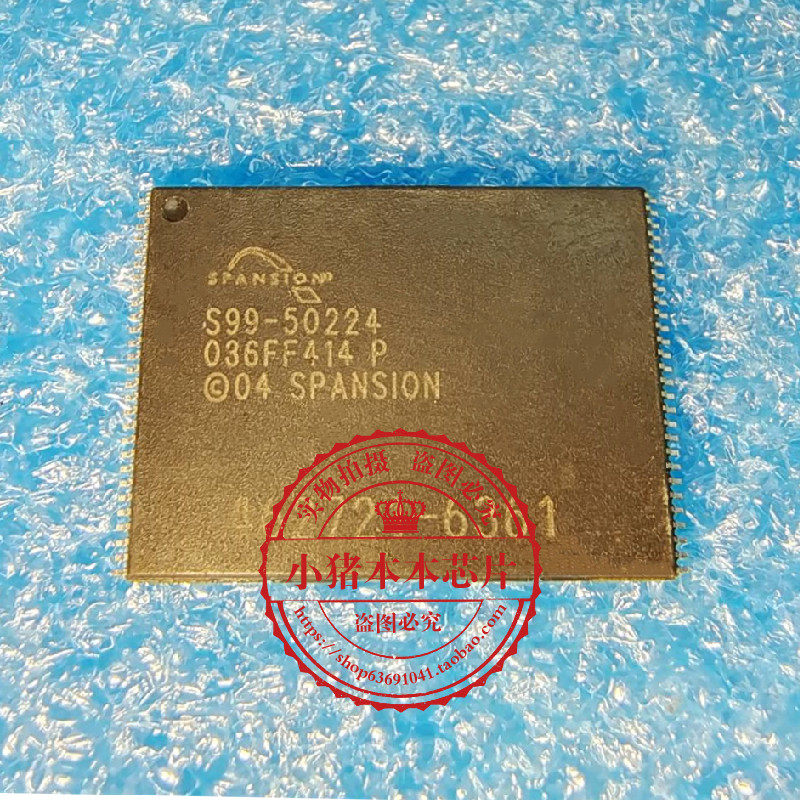 SPANSION
S99-50224
036FF414 P
©04 SPANSION
实物拍摄 盗图必究
小猪本本芯片
盗图必究
https://shop63691041.taobao.com